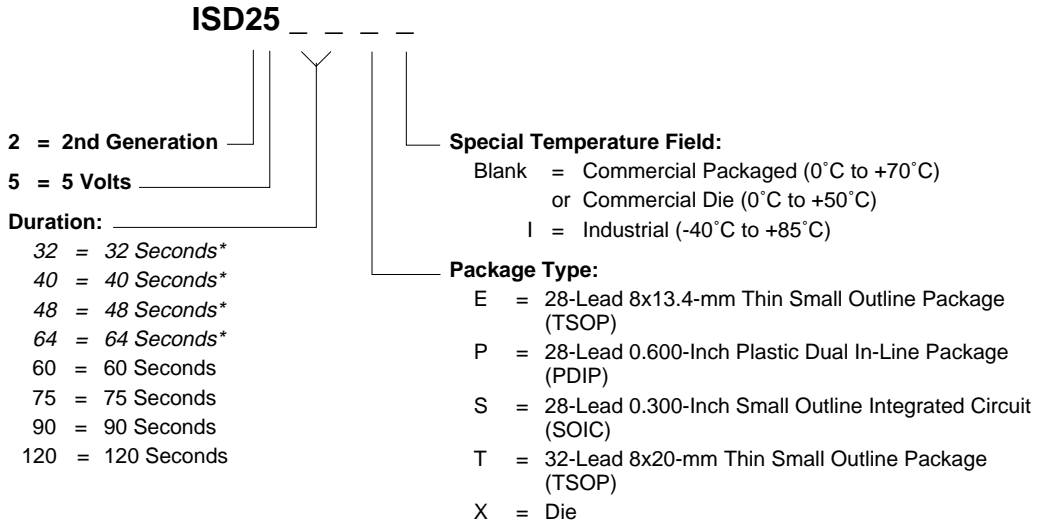 ISD25 _ _ _ _
2 = 2nd Generation
5 = 5 Volts
Duration:
32 = 32 Seconds*
40 = 40 Seconds*
48 = 48 Seconds*
64 = 64 Seconds*
60 = 60 Seconds
75 = 75 Seconds
90 = 90 Seconds
120 = 120 Seconds
Special Temperature Field:
Blank = Commercial Packaged (0˚C to +70˚C)
or Commercial Die (0˚C to +50˚C)
I = Industrial (-40˚C to +85˚C)
Package Type:
E = 28-Lead 8x13.4-mm Thin Small Outline Package
(TSOP)
P = 28-Lead 0.600-Inch Plastic Dual In-Line Package
(PDIP)
S = 28-Lead 0.300-Inch Small Outline Integrated Circuit
(SOIC)
T = 32-Lead 8x20-mm Thin Small Outline Package
(TSOP)
X = Die